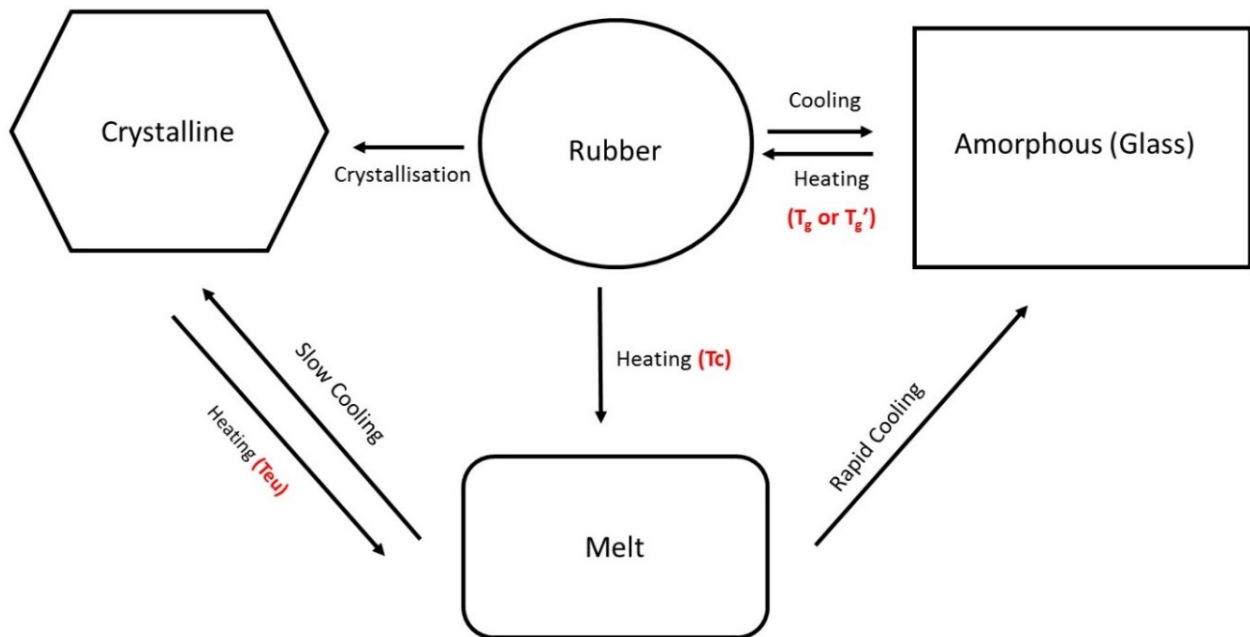 Crystalline
Rubber
Amorphous (Glass)
Cooling
Heating
(Tg or Tg’)
Crystallisation
Heating (Tc)
Slow Cooling
Heating (Teu)
Rapid Cooling
Melt